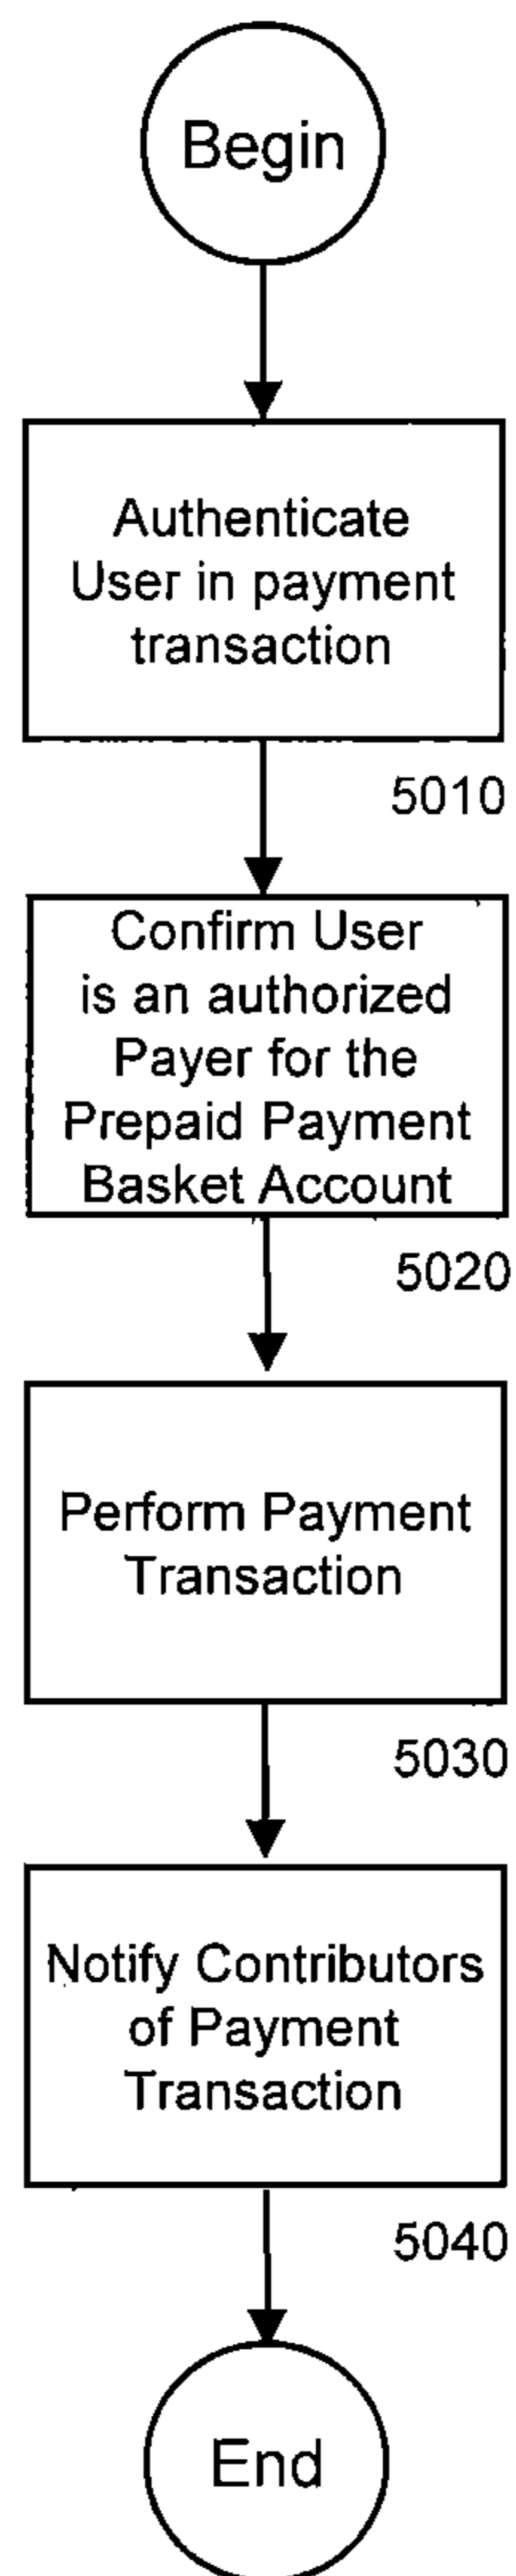 Begin
Authenticate
User in payment
transaction
5010
Confirm User
is an authorized
Payer for the
Prepaid Payment
Basket Account
5020
Perform Payment
Transaction
5030
Notify Contributors
of Payment
Transaction
5040
End